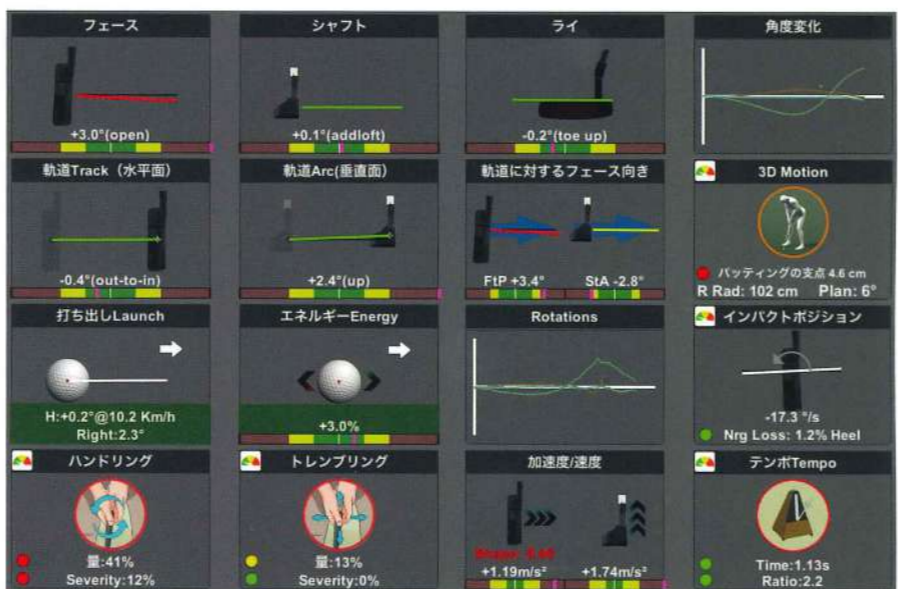 フェース
+3.0°(open)
シャフト
+0.1°(addloft)
ライ
-0.2°(toe up)
角度変化
軌道Track（水平面）
-0.4°(out-to-in)
軌道Arc(垂直面)
+2.4°(up)
軌道に対するフェース向き
FtP +3.4°
StA -2.8°
3D Motion
パッティングの支点 4.6 cm
R Rad: 102 cm Plan: 6°
打ち出しLaunch
H:+0.2°@10.2 Km/h
Right:2.3°
エネルギーEnergy
+3.0%
Rotations
インパクトポジション
-17.3 °/s
Nrg Loss: 1.2% Heel
ハンドリング
量:41%
Severity:12%
トレンブリング
量:13%
Severity:0%
加速度/速度
+1.19m/s²
+1.74m/s²
テンポTempo
Time:1.13s
Ratio:2.2